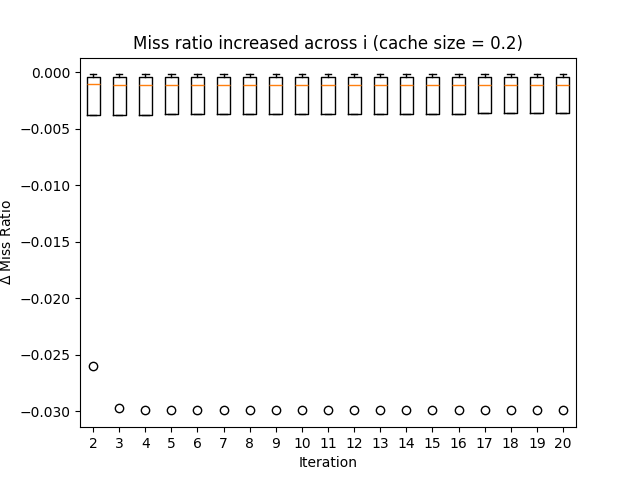 Miss ratio increased across i (cache size = 0.2)
Δ Miss Ratio
0.000
−0.005
−0.010
−0.015
−0.020
−0.025
−0.030
2 3 4 5 6 7 8 9 10 11 12 13 14 15 16 17 18 19 20
Iteration